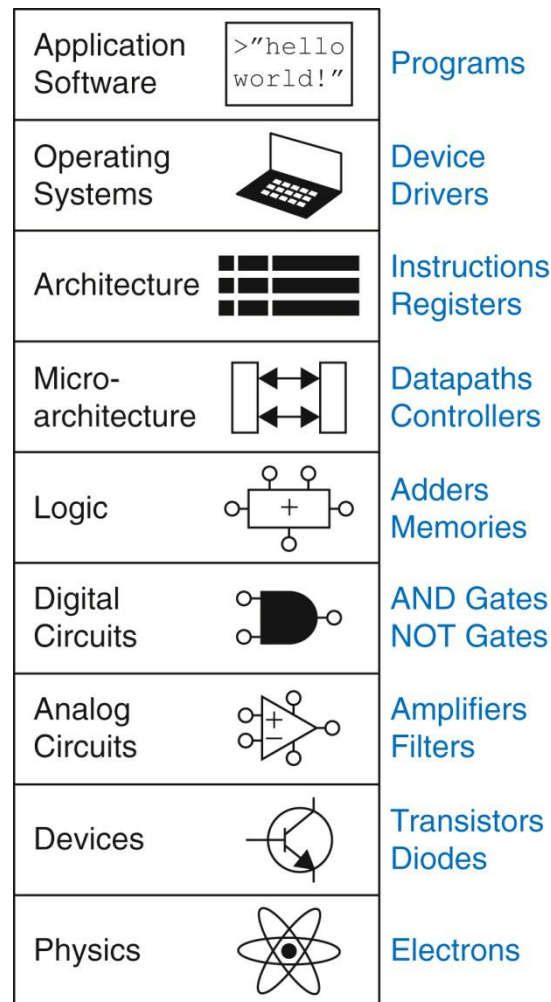 Application
Software
>"hello
world!"
Programs
Operating
Systems
Device
Drivers
Architecture
Instructions
Registers
Micro-
architecture
Datapaths
Controllers
Logic
+
Adders
Memories
Digital
Circuits
AND Gates
NOT Gates
Analog
Circuits
+
−
Amplifiers
Filters
Devices
Transistors
Diodes
Physics
Electrons